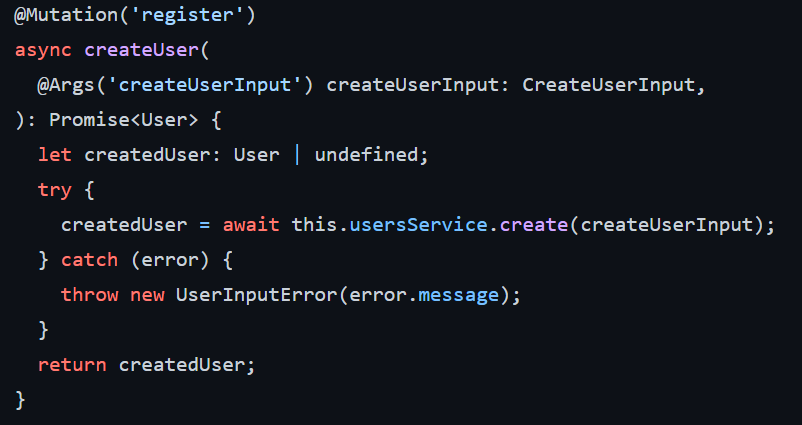 @Mutation('register')
async createUser(
  @Args('createUserInput') createUserInput: CreateUserInput,
): Promise<User> {
  let createdUser: User | undefined;
  try {
    createdUser = await this.usersService.create(createUserInput);
  } catch (error) {
    throw new UserInputError(error.message);
  }
  return createdUser;
}